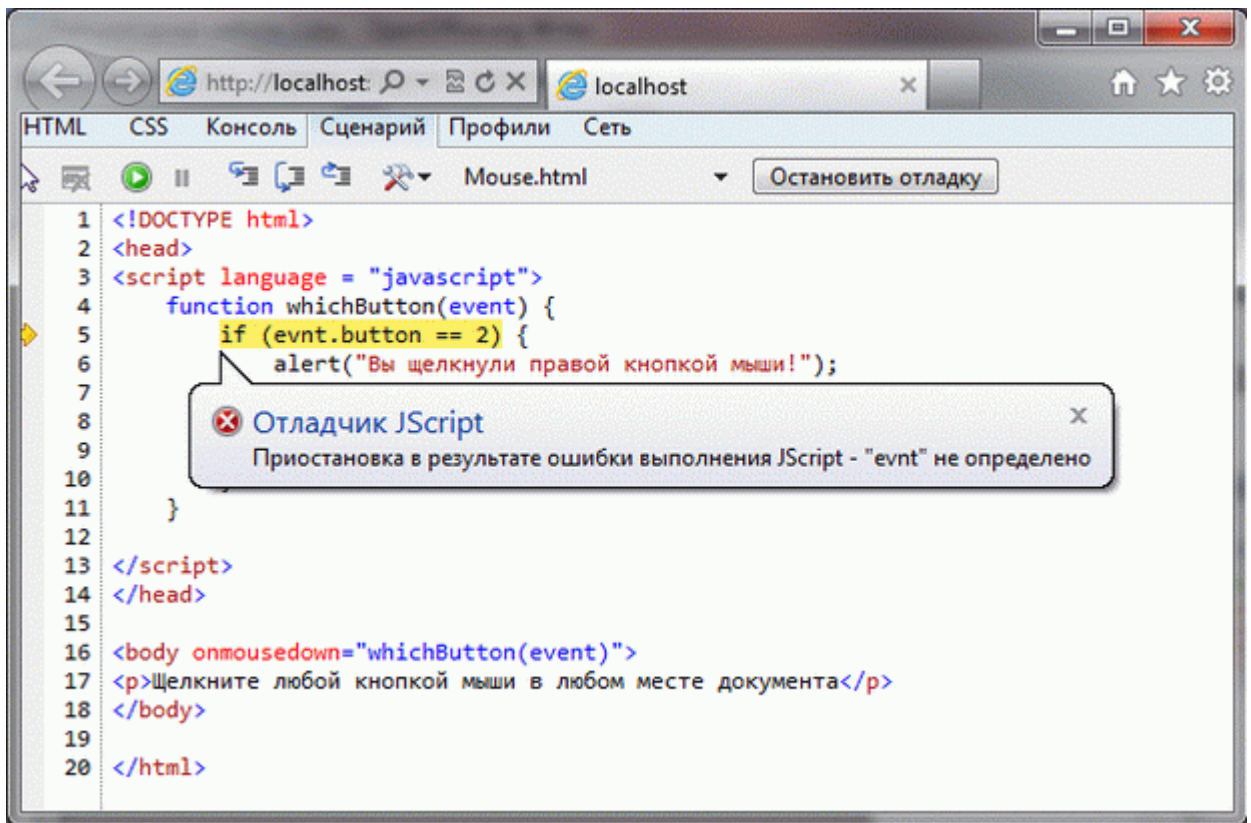 http://localhost: localhost
HTML CSS Консоль Сценарий Профили Сеть
Mouse.html Остановить отладку
1 <!DOCTYPE html>
2 <head>
3 <script language = "javascript">
4 function whichButton(event) {
5 if (evnt.button == 2) {
6 alert("Вы щелкнули правой кнопкой мыши!");
7
8 Отладчик JScript
9 Приостановка в результате ошибки выполнения JScript - "evnt" не определено
10
11 }
12
13 </script>
14 </head>
15
16 <body onmousedown="whichButton(event)">
17 <p>Щелкните любой кнопкой мыши в любом месте документа</p>
18 </body>
19
20 </html>